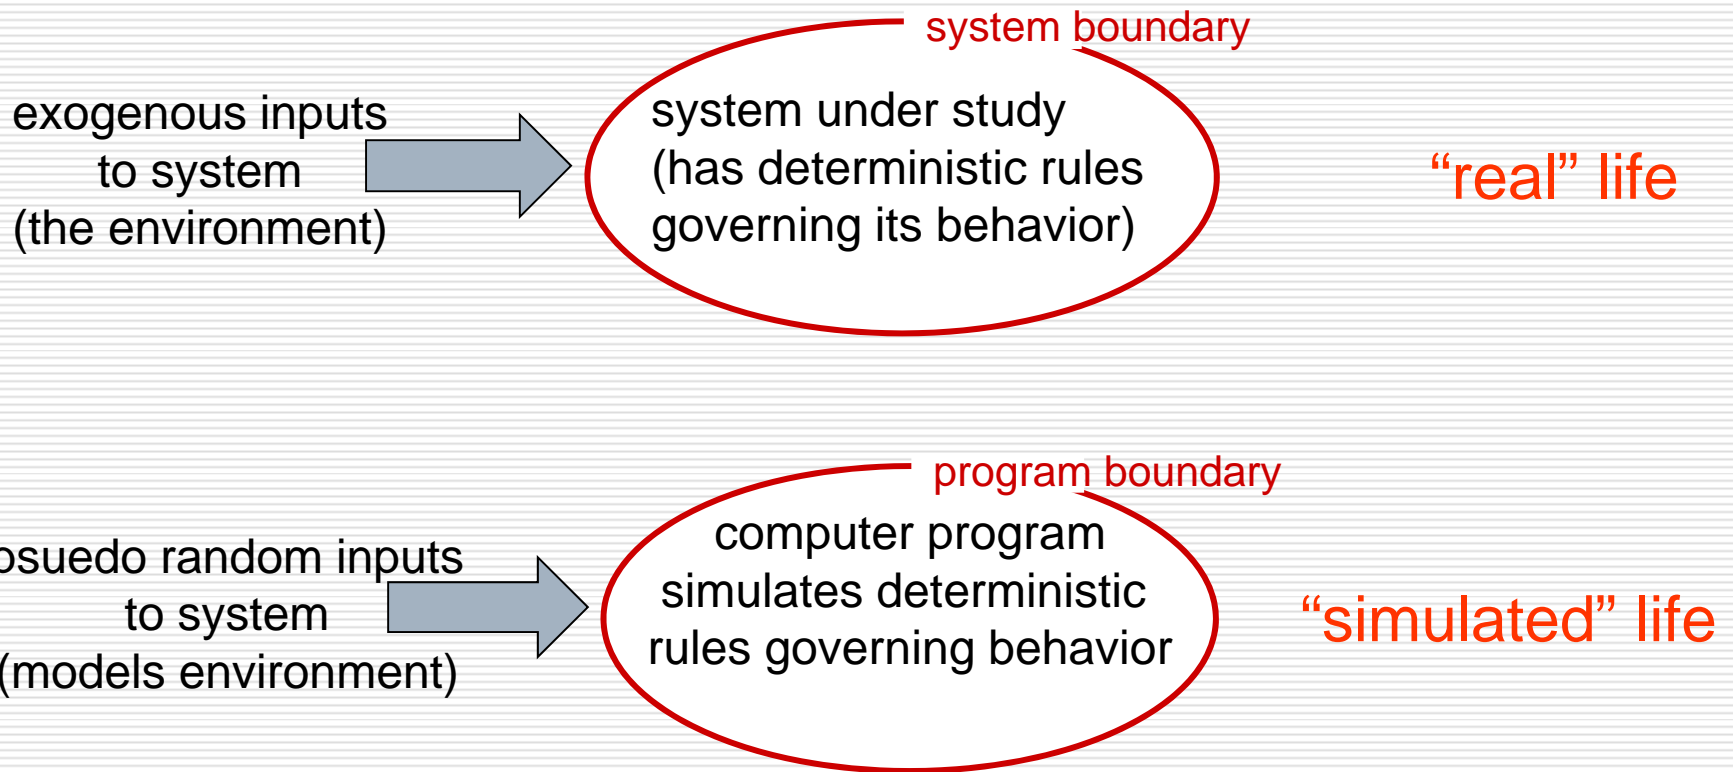 system boundary
exogenous inputs
to system
(the environment)
system under study
(has deterministic rules
governing its behavior)
“real” life
program boundary
osuedo random inputs
to system
(models environment)
computer program
simulates deterministic
rules governing behavior
“simulated” life